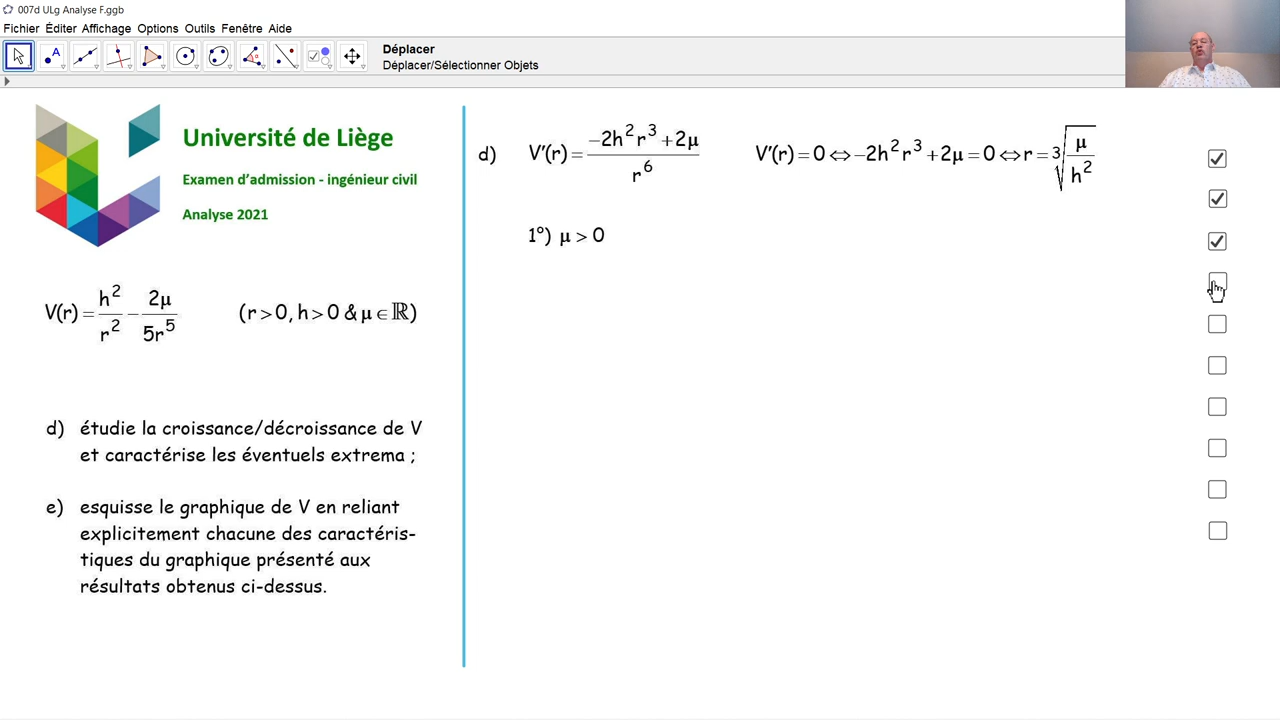 007d ULg Analyse F.ggb
Fichier Éditer Affichage Options Outils Fenêtre Aide
Déplacer
Déplacer/Sélectionner Objets
Université de Liège
Examen d’admission - ingénieur civil
Analyse 2021
V(r) = h²/r² − 2μ/5r⁵ (r > 0, h > 0 & μ ∈ ℝ)
d) étudie la croissance/décroissance de V
et caractérise les éventuels extrema ;
e) esquisse le graphique de V en reliant
explicitement chacune des caractéris-
tiques du graphique présenté aux
résultats obtenus ci-dessus.
d) V'(r) = (−2h²r³ + 2μ)/r⁶ V'(r) = 0 ⇔ −2h²r³ + 2μ = 0 ⇔ r = ³√(μ/h²)
1°) μ > 0